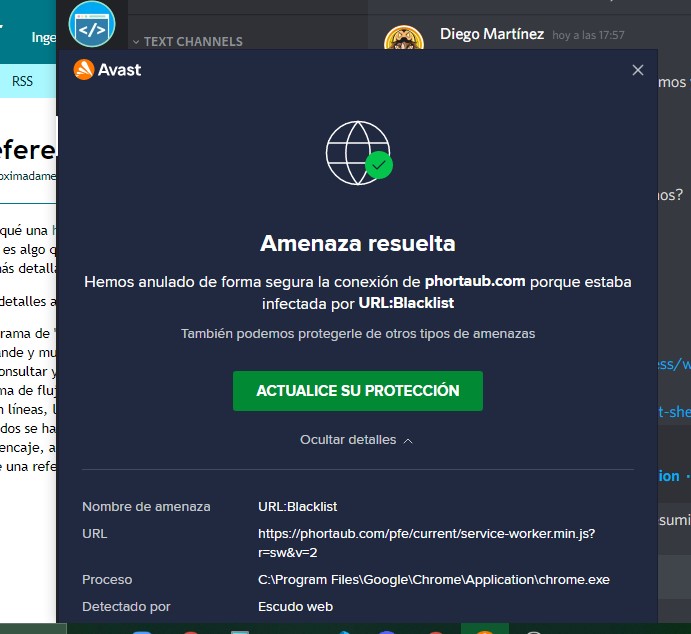 Inge
TEXT CHANNELS
Diego Martínez hoy a las 17:57
RSS
Avast
mos
Amenaza resuelta
Hemos anulado de forma segura la conexión de phortaub.com porque estaba
infectada por URL:Blacklist
También podemos protegerle de otros tipos de amenazas
ACTUALICE SU PROTECCIÓN
Ocultar detalles
Nombre de amenaza URL:Blacklist
URL https://phortaub.com/pfe/current/service-worker.min.js?
r=sw&v=2
Proceso C:\Program Files\Google\Chrome\Application\chrome.exe
Detectado por Escudo web
efere
oximadame
qué una h
es algo q
ás detall
detalles a
rama de "
ande y mu
onsultar y
ma de fluj
n líneas, l
dos se ha
encaje, a
e una refe
os?
ess/w
t-she
ion
sumi